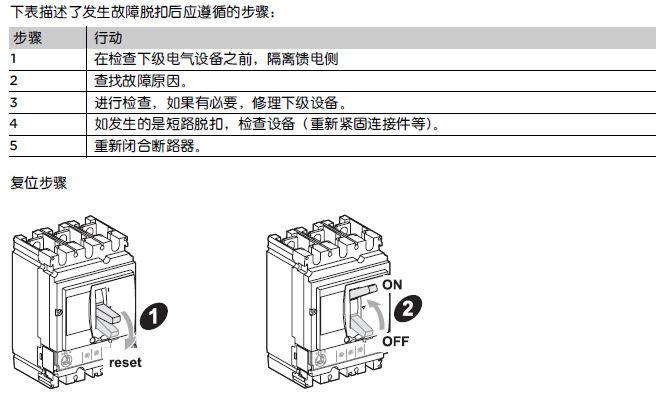 下表描述了发生故障脱扣后应遵循的步骤：
步骤 行动
1 在检查下级电气设备之前，隔离馈电侧
2 查找故障原因。
3 进行检查，如果有必要，修理下级设备。
4 如发生的是短路脱扣，检查设备（重新紧固连接件等）。
5 重新闭合断路器。
复位步骤
1
reset
ON
2
OFF